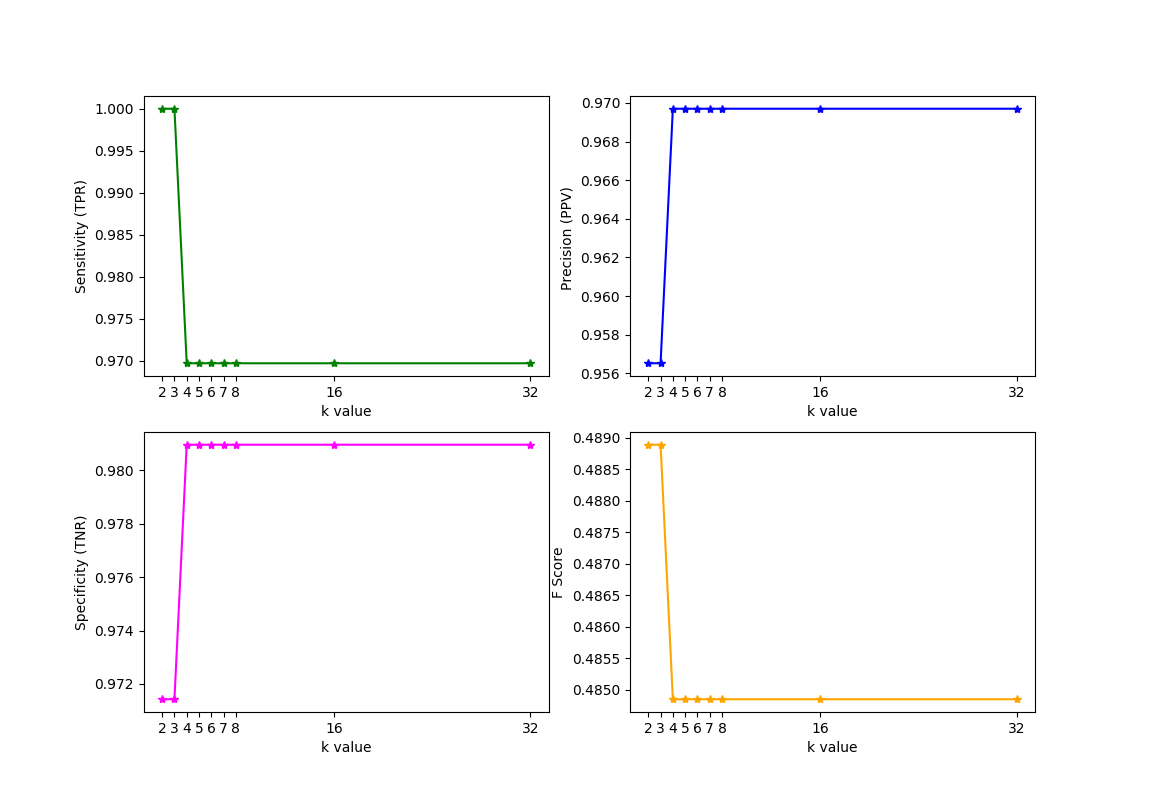 Sensitivity (TPR)
1.000
0.995
0.990
0.985
0.980
0.975
0.970
2 3 4 5 6 7 8 16 32
k value
Precision (PPV)
0.970
0.968
0.966
0.964
0.962
0.960
0.958
0.956
2 3 4 5 6 7 8 16 32
k value
Specificity (TNR)
0.980
0.978
0.976
0.974
0.972
2 3 4 5 6 7 8 16 32
k value
F Score
0.4890
0.4885
0.4880
0.4875
0.4870
0.4865
0.4860
0.4855
0.4850
2 3 4 5 6 7 8 16 32
k value